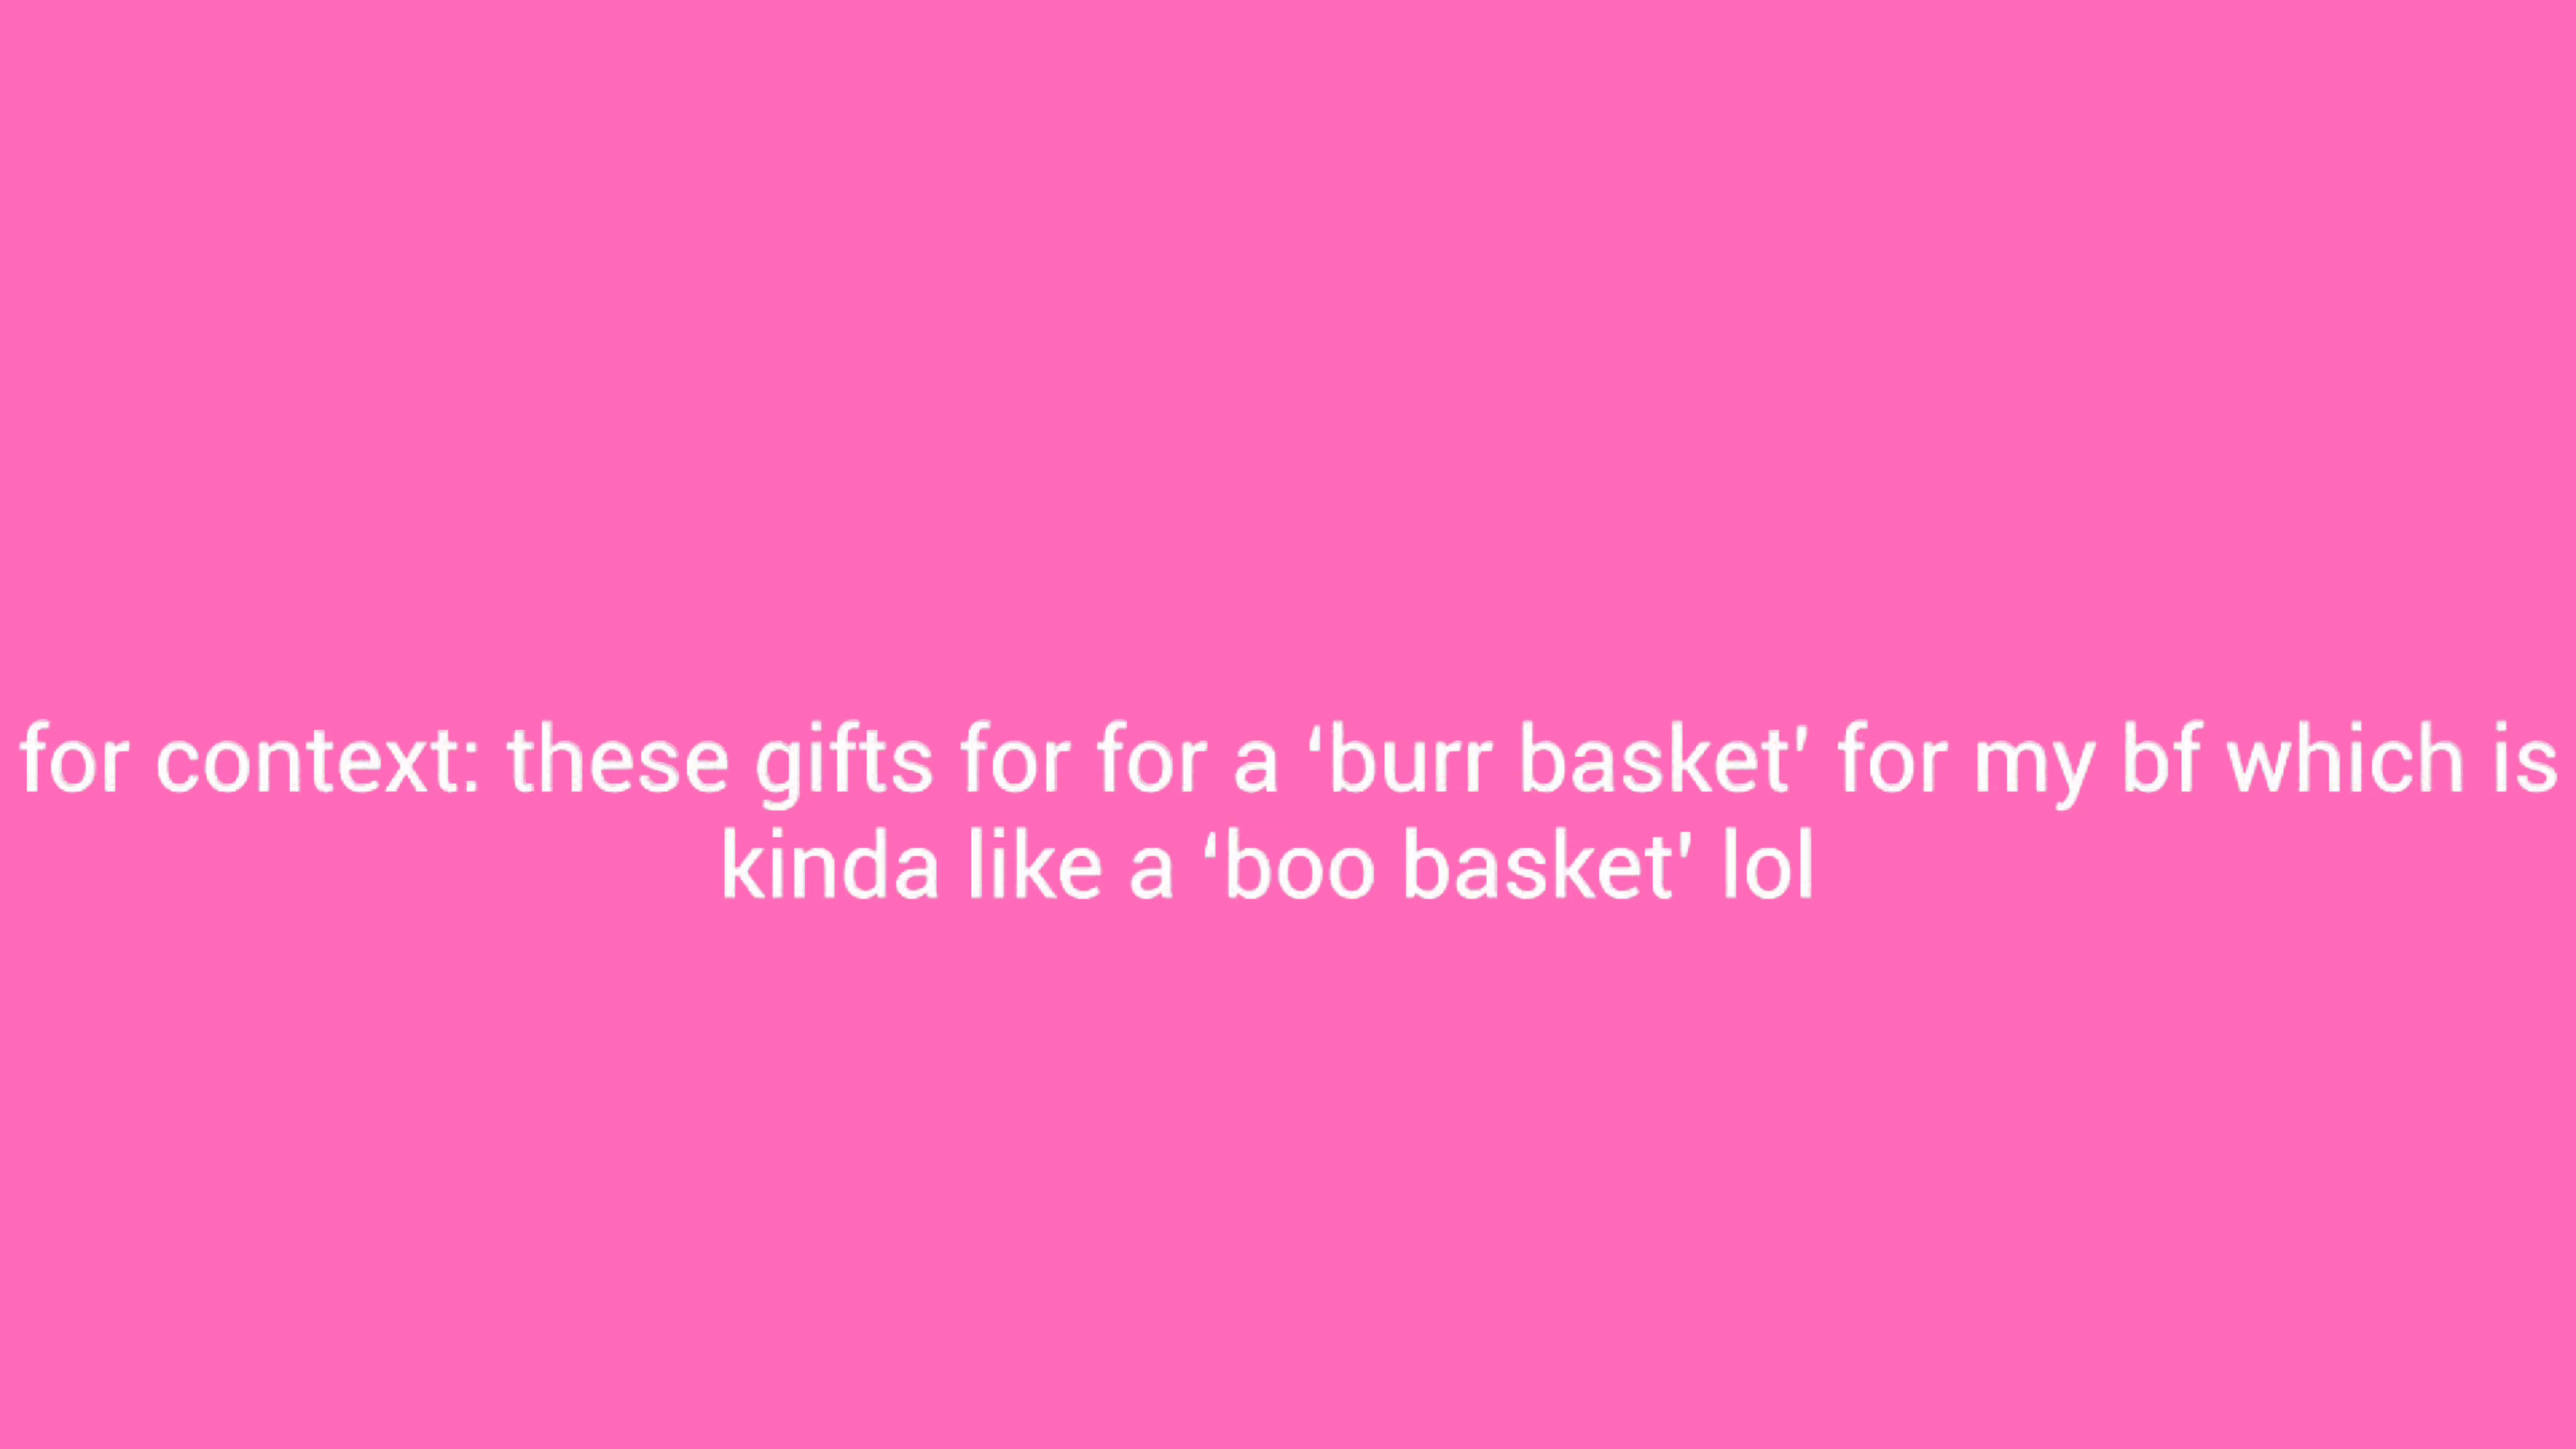 for context: these gifts for for a ‘burr basket’ for my bf which is
kinda like a ‘boo basket’ lol